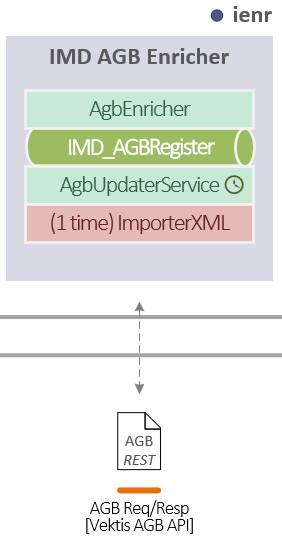 ienr
IMD AGB Enricher
AgbEnricher
IMD_AGBRegister
AgbUpdaterService
(1 time) ImporterXML
AGB
REST
AGB Req/Resp
[Vektis AGB API]